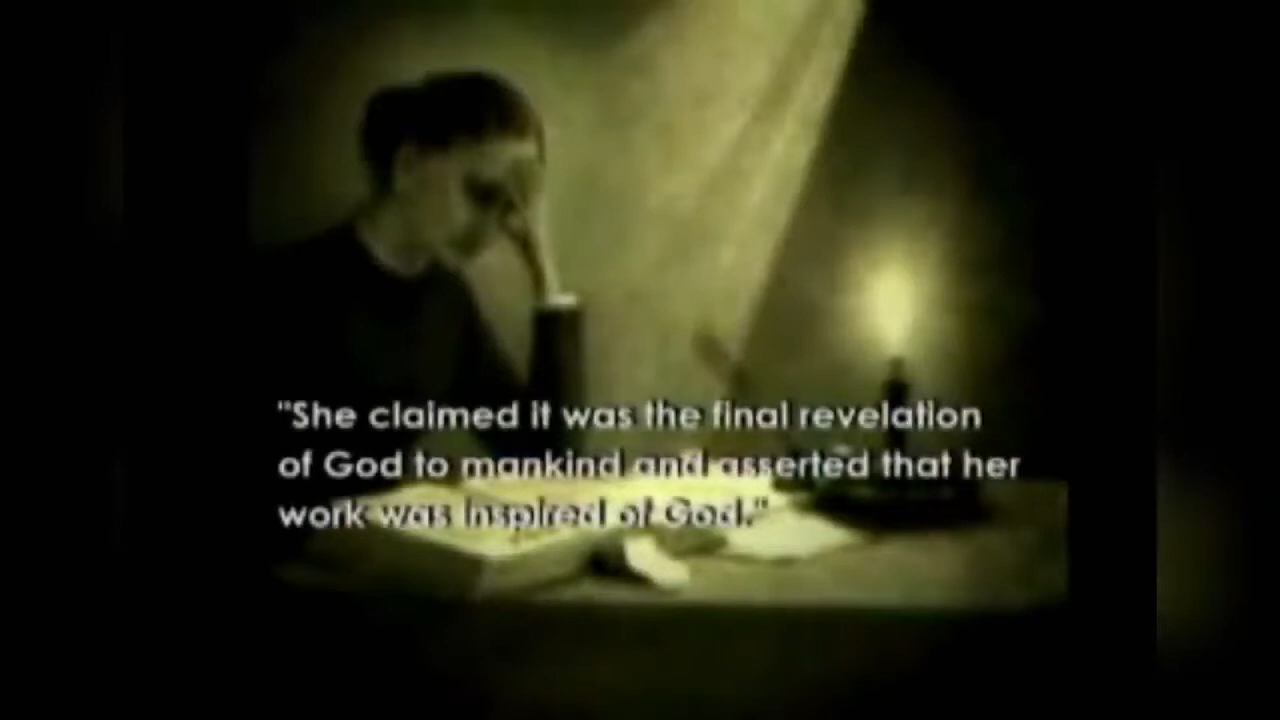 "She claimed it was the final revelation
of God to mankind and asserted that her
work was inspired of God."